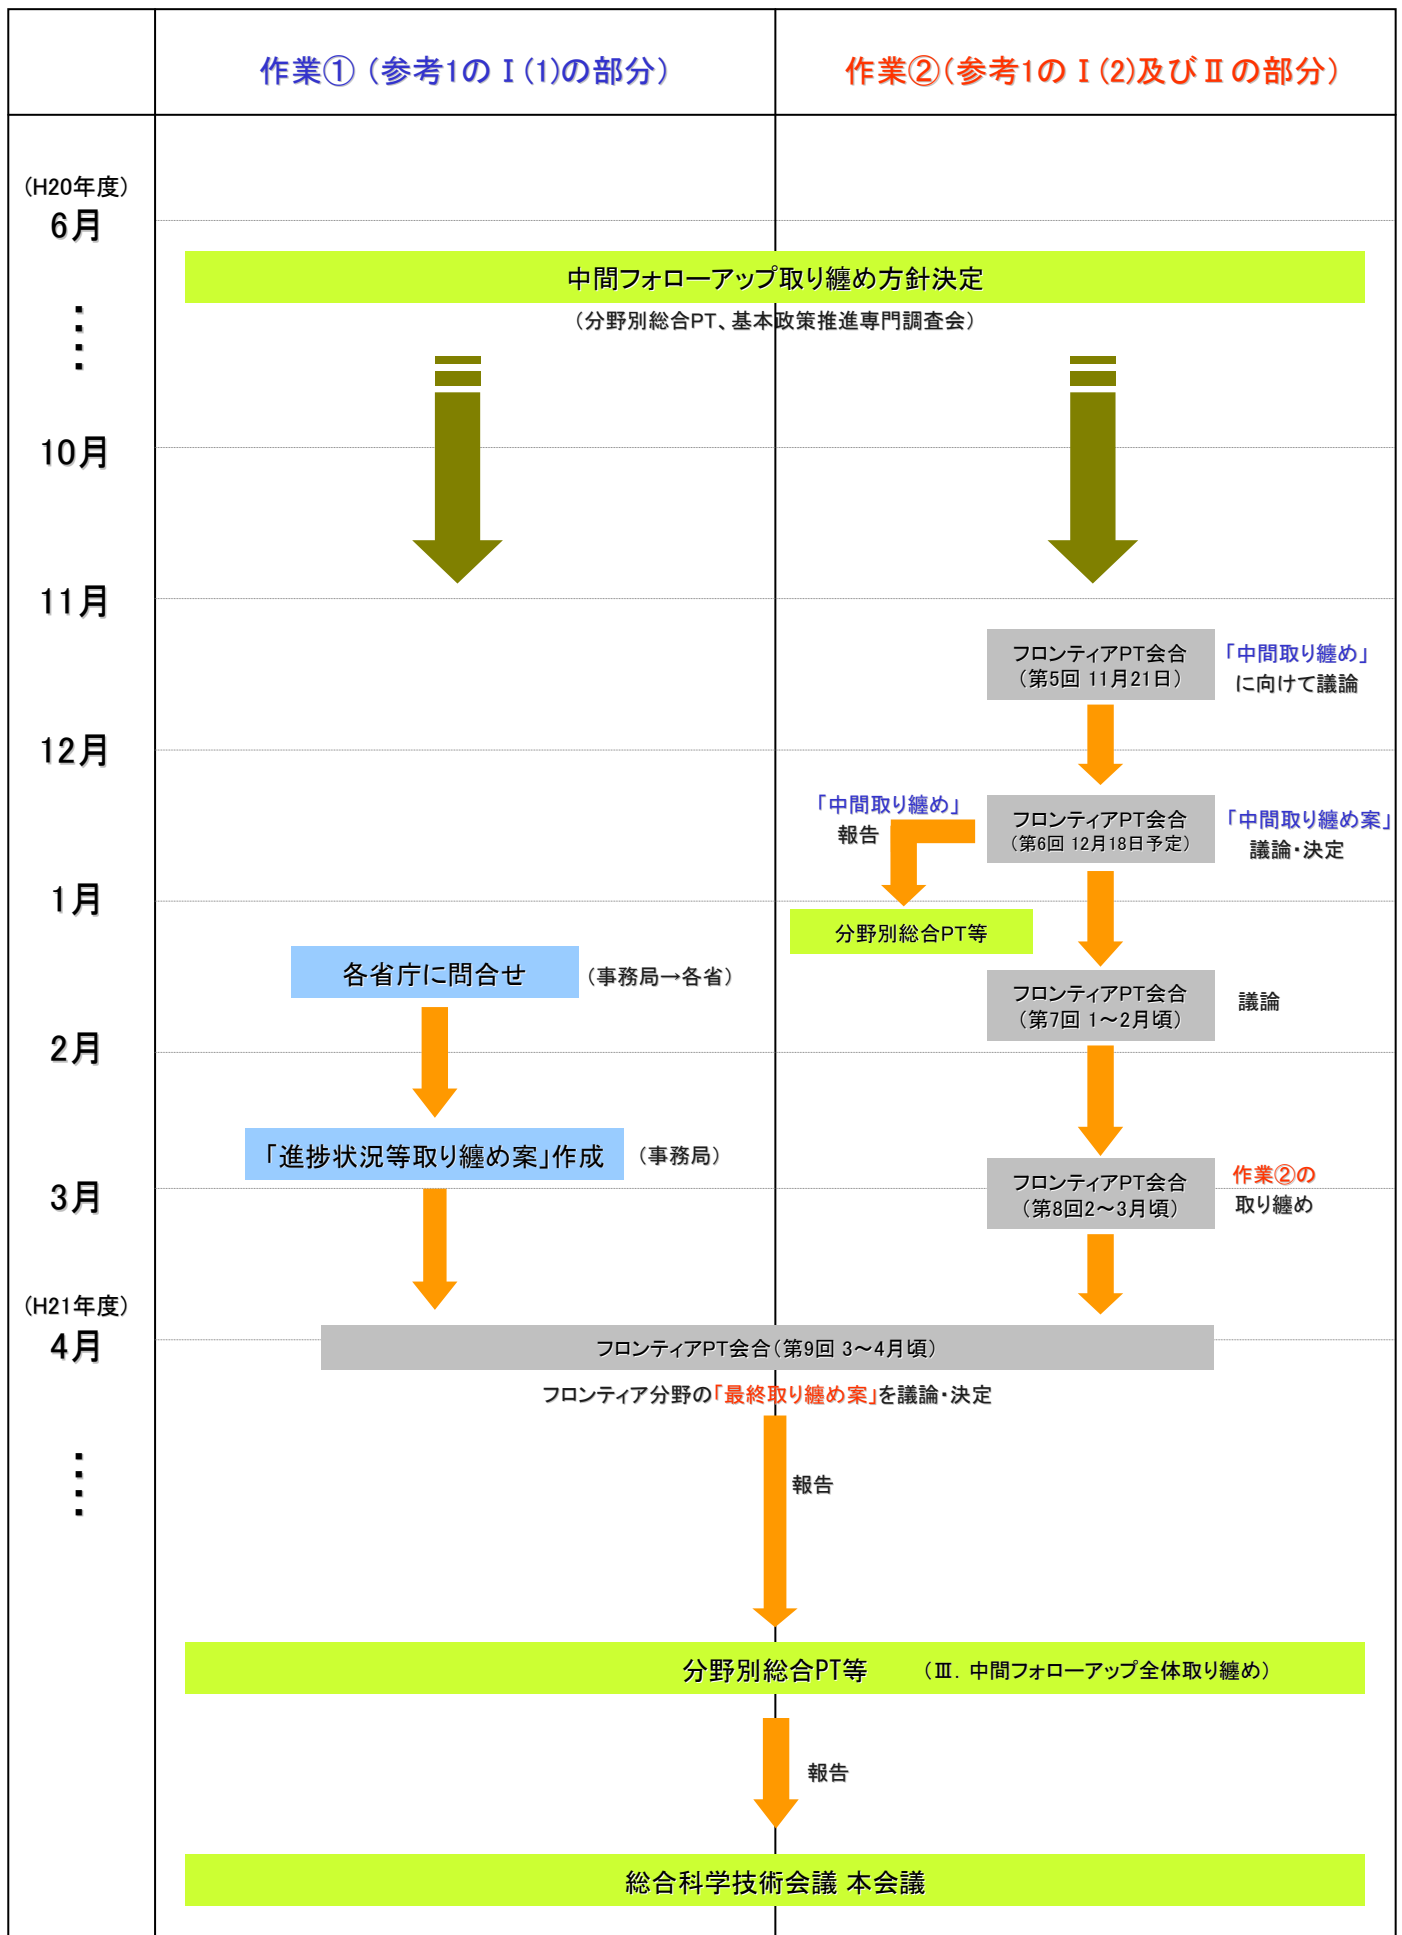 作業①（参考1のⅠ(1)の部分）
作業②（参考1のⅠ(2)及びⅡの部分）
（H20年度）
6月
中間フォローアップ取り纏め方針決定
（分野別総合PT、基本政策推進専門調査会）
10月
11月
フロンティアPT会合
（第5回 11月21日）
「中間取り纏め」
に向けて議論
12月
「中間取り纏め」
報告
フロンティアPT会合
（第6回 12月18日予定）
「中間取り纏め案」
議論・決定
1月
分野別総合PT等
各省庁に問合せ
（事務局→各省）
フロンティアPT会合
（第7回 1～2月頃）
議論
2月
「進捗状況等取り纏め案」作成
（事務局）
フロンティアPT会合
（第8回2～3月頃）
作業②の
取り纏め
3月
（H21年度）
4月
フロンティアPT会合（第9回 3～4月頃）
フロンティア分野の「最終取り纏め案」を議論・決定
報告
分野別総合PT等 （Ⅲ．中間フォローアップ全体取り纏め）
報告
総合科学技術会議 本会議